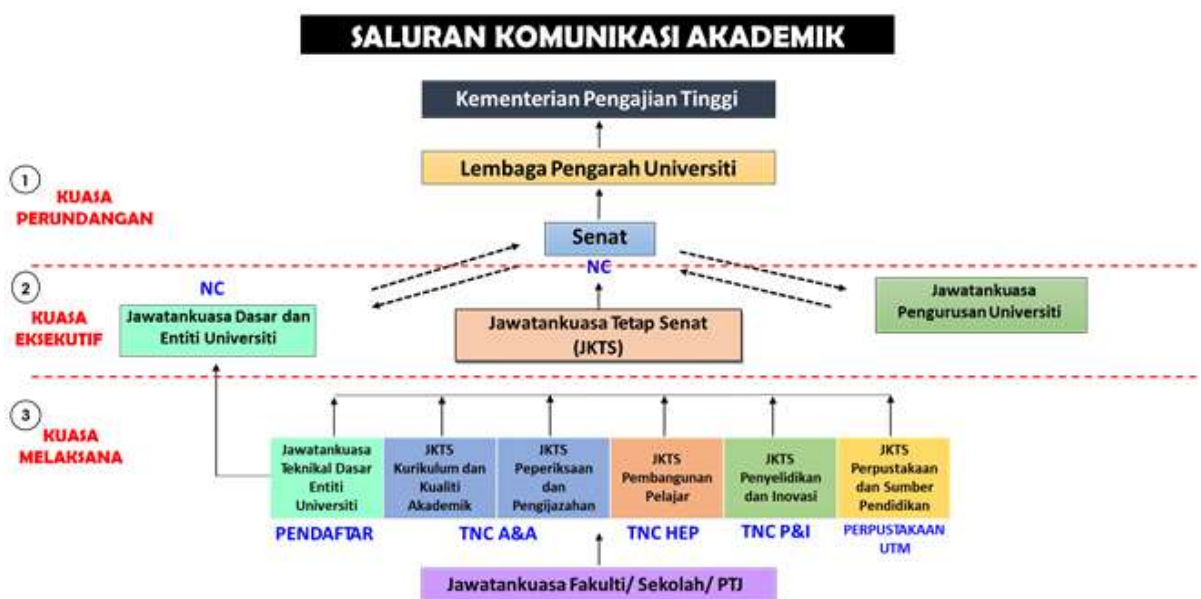 SALURAN KOMUNIKASI AKADEMIK
Kementerian Pengajian Tinggi
Lembaga Pengarah Universiti
1
KUASA
PERUNDANGAN
Senat
NC
2
KUASA
EKSEKUTIF
NC
Jawatankuasa Dasar dan
Entiti Universiti
Jawatankuasa Tetap Senat
(JKTS)
Jawatankuasa
Pengurusan Universiti
3
KUASA
MELAKSANA
Jawatankuasa
Teknikal Dasar
Entiti
Universiti
PENDAFTAR
JKTS
Kurikulum dan
Kualiti
Akademik
JKTS
Peperiksaan
dan
Pengijazahan
TNC A&A
JKTS
Pembangunan
Pelajar
TNC HEP
JKTS
Penyelidikan
dan Inovasi
TNC P&I
JKTS
Perpustakaan
dan Sumber
Pendidikan
PERPUSTAKAAN
UTM
Jawatankuasa Fakulti/ Sekolah/ PTJ